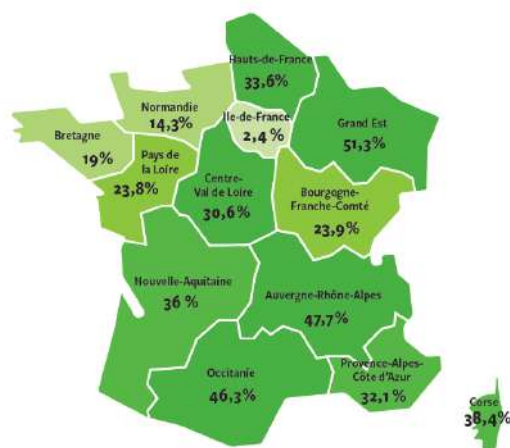 Hauts-de-France
33,6%
Normandie
14,3%
Ile-de-France
2,4 %
Grand Est
51,3%
Bretagne
19%
Pays de
la Loire
23,8%
Centre-
Val de Loire
30,6%
Bourgogne-
Franche-Comté
23,9%
Nouvelle-Aquitaine
36 %
Auvergne-Rhône-Alpes
47,7%
Occitanie
46,3%
Provence-Alpes-
Côte d'Azur
32,1 %
Corse
38,4%